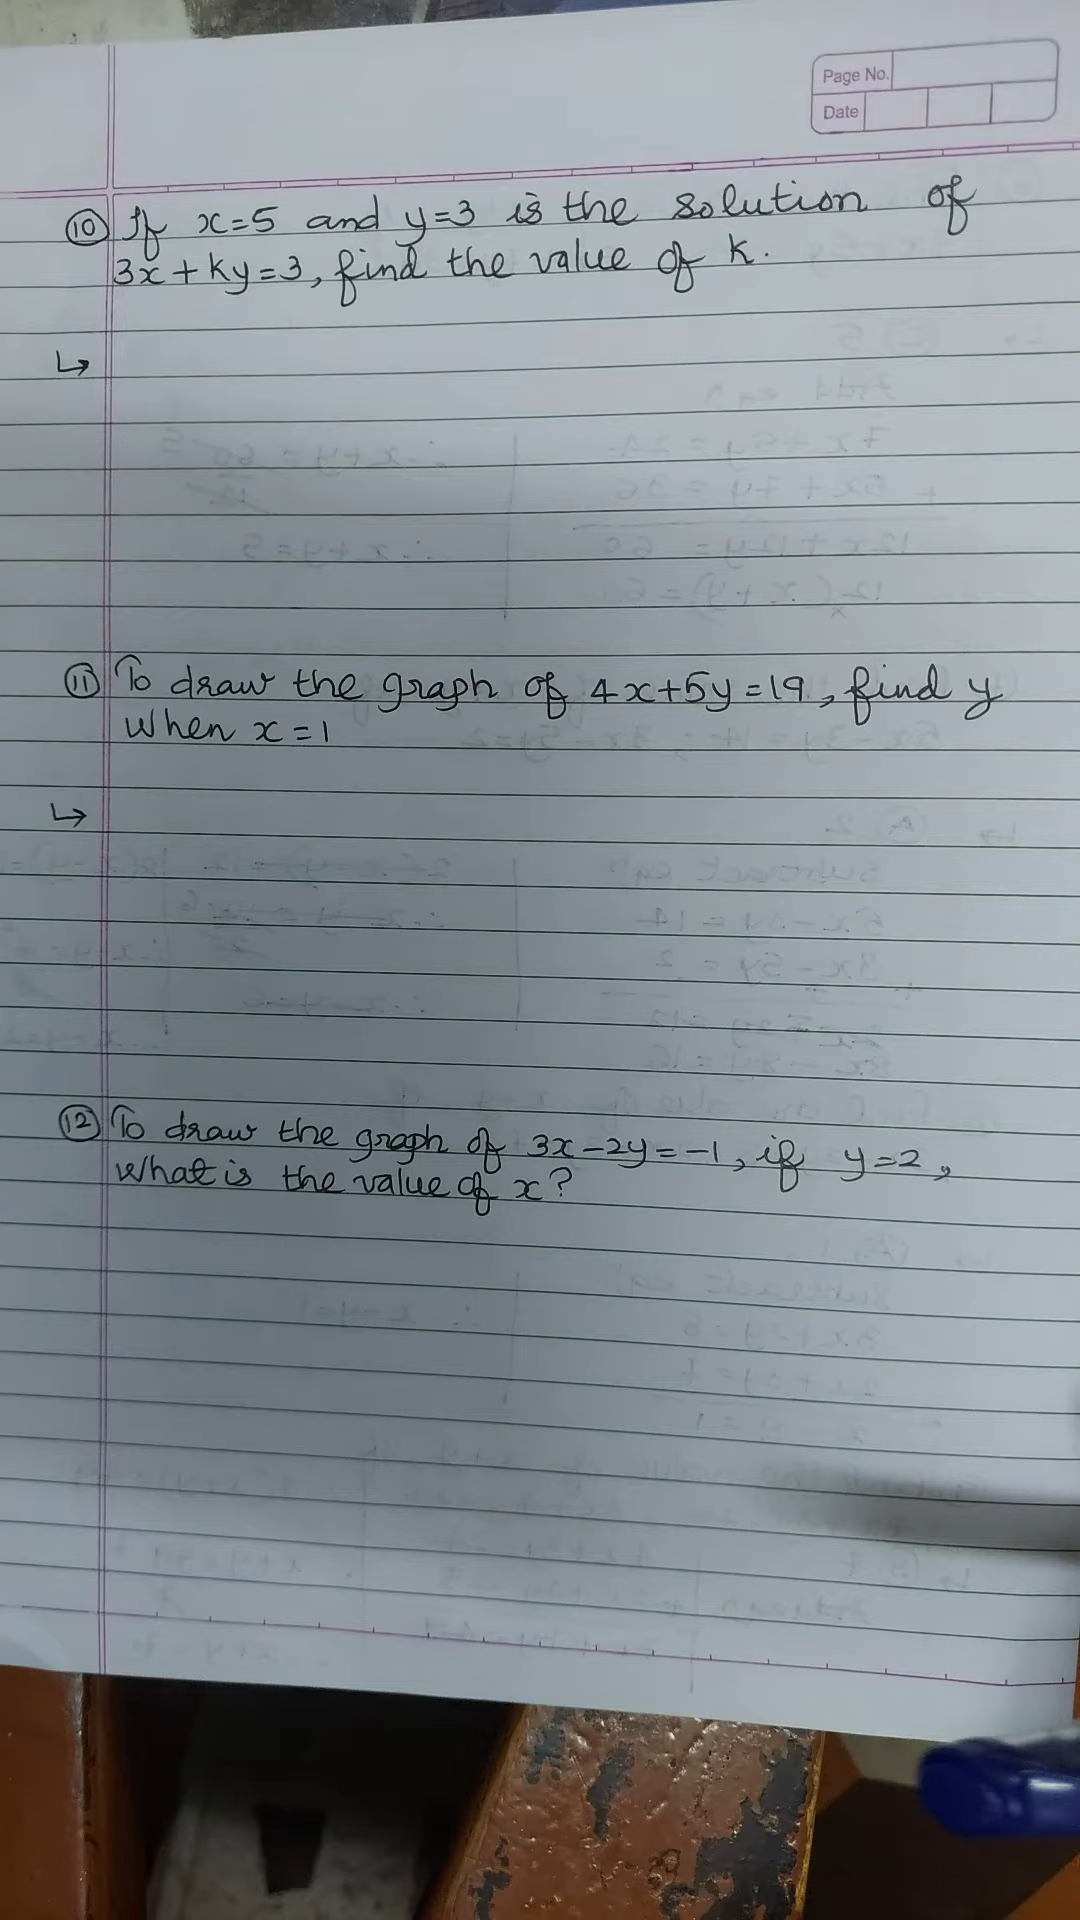 Page No.
Date
⑩ If x=5 and y=3 is the solution of
3x+ky=3, find the value of k.
↳
⑪ To draw the graph of 4x+5y=19, find y
when x=1
↳
⑫ To draw the graph of 3x-2y=-1, if y=2,
What is the value of x?